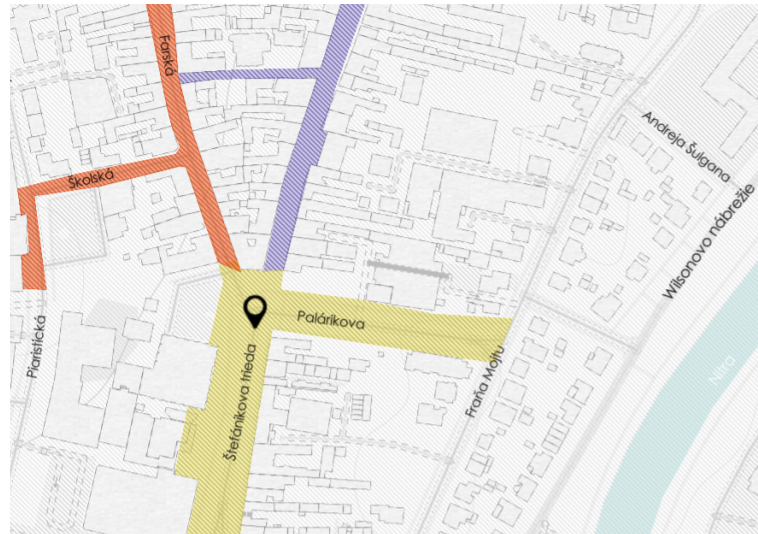 Farská
Školská
Piaristická
Štefánikova trieda
Palárikova
Fraňa Mojtu
Andreja Šulgana
Wilsonovo nábrežie
Nitra